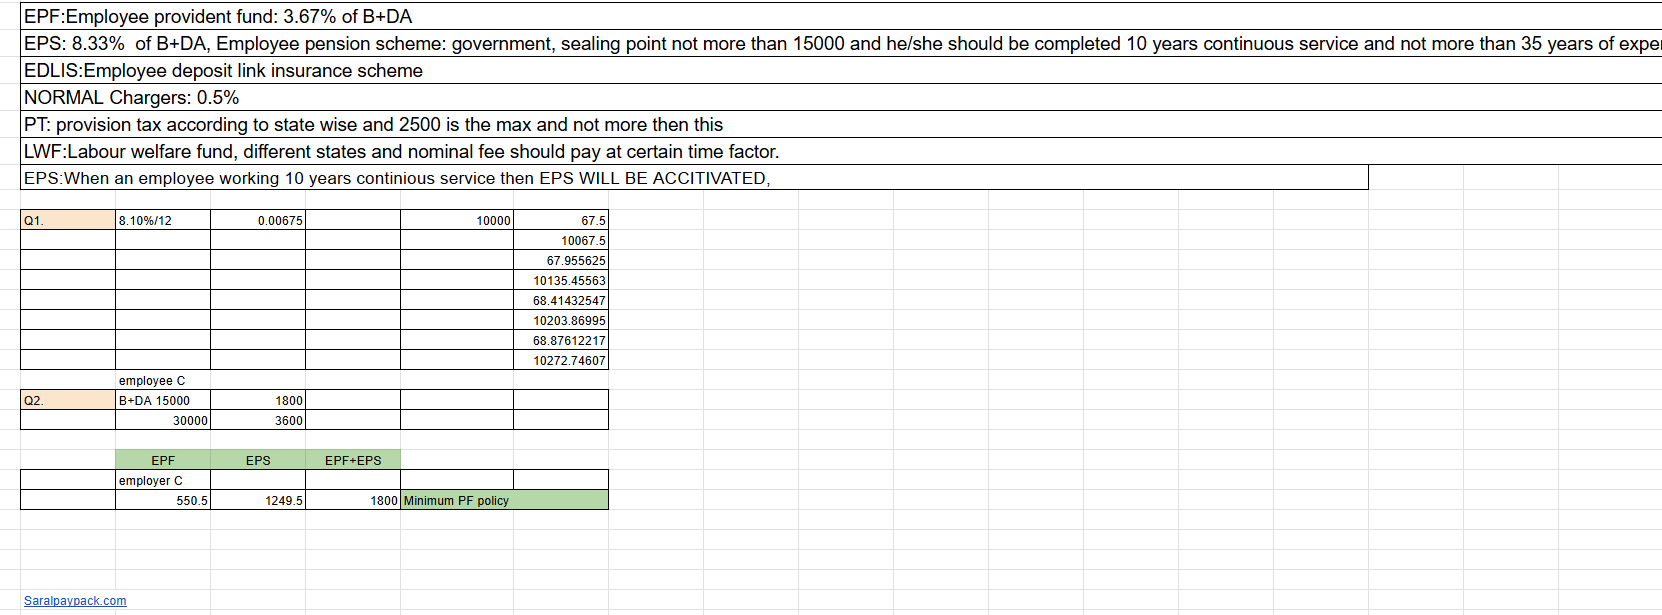 EPF:Employee provident fund: 3.67% of B+DA
EPS: 8.33%  of B+DA, Employee pension scheme: government, sealing point not more than 15000 and he/she should be completed 10 years continuous service and not more than 35 years of
EDLIS:Employee deposit link insurance scheme
NORMAL Chargers: 0.5%
PT: provision tax according to state wise and 2500 is the max and not more then this
LWF:Labour welfare fund, different states and nominal fee should pay at certain time factor.
EPS:When an employee working 10 years continious service then EPS WILL BE ACCITIVATED,
Q1. 8.10%/12 0.00675 10000 67.5
10067.5
67.955625
10135.45563
68.41432547
10203.86995
68.87612217
10272.74607
employee C
Q2. B+DA 15000 1800
30000 3600
EPF EPS EPF+EPS
employer C
550.5 1249.5 1800 Minimum PF policy
Saralpaypack.com